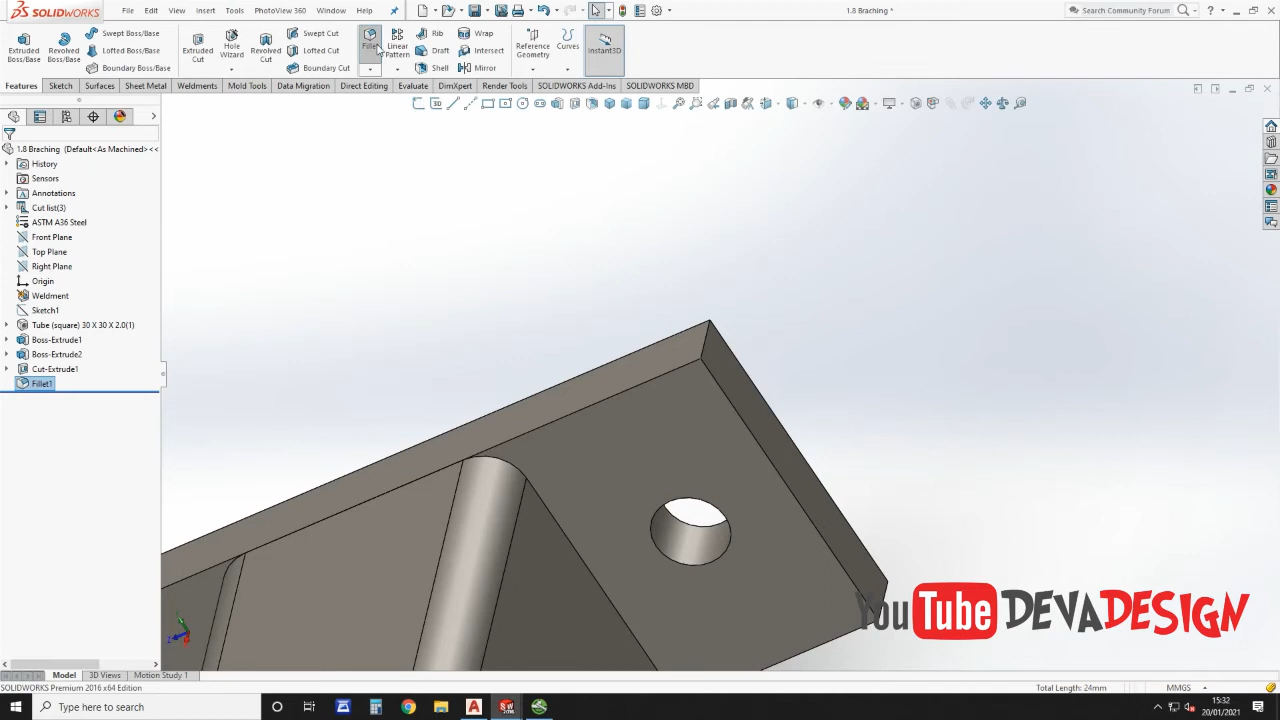 SOLIDWORKS File Edit View Insert Tools PhotoView 360 Window Help 1.8 Braching * Search Community Forum
Extruded Boss/Base
Revolved Boss/Base
Swept Boss/Base
Lofted Boss/Base
Boundary Boss/Base
Extruded Cut
Hole Wizard
Revolved Cut
Swept Cut
Lofted Cut
Boundary Cut
Fillet
Linear Pattern
Rib
Draft
Shell
Wrap
Intersect
Mirror
Reference Geometry
Curves
Instant3D
Features Sketch Surfaces Sheet Metal Weldments Mold Tools Data Migration Direct Editing Evaluate DimXpert Render Tools SOLIDWORKS Add-Ins SOLIDWORKS MBD
1.8 Braching (Default<As Machined><<
History
Sensors
Annotations
Cut list(3)
ASTM A36 Steel
Front Plane
Top Plane
Right Plane
Origin
Weldment
Sketch1
Tube (square) 30 X 30 X 2.0(1)
Boss-Extrude1
Boss-Extrude2
Cut-Extrude1
Fillet1
YouTube DEVADESIGN
Model 3D Views Motion Study 1
SOLIDWORKS Premium 2016 x64 Edition Total Length: 24mm MMGS
Type here to search
15:32
20/01/2021